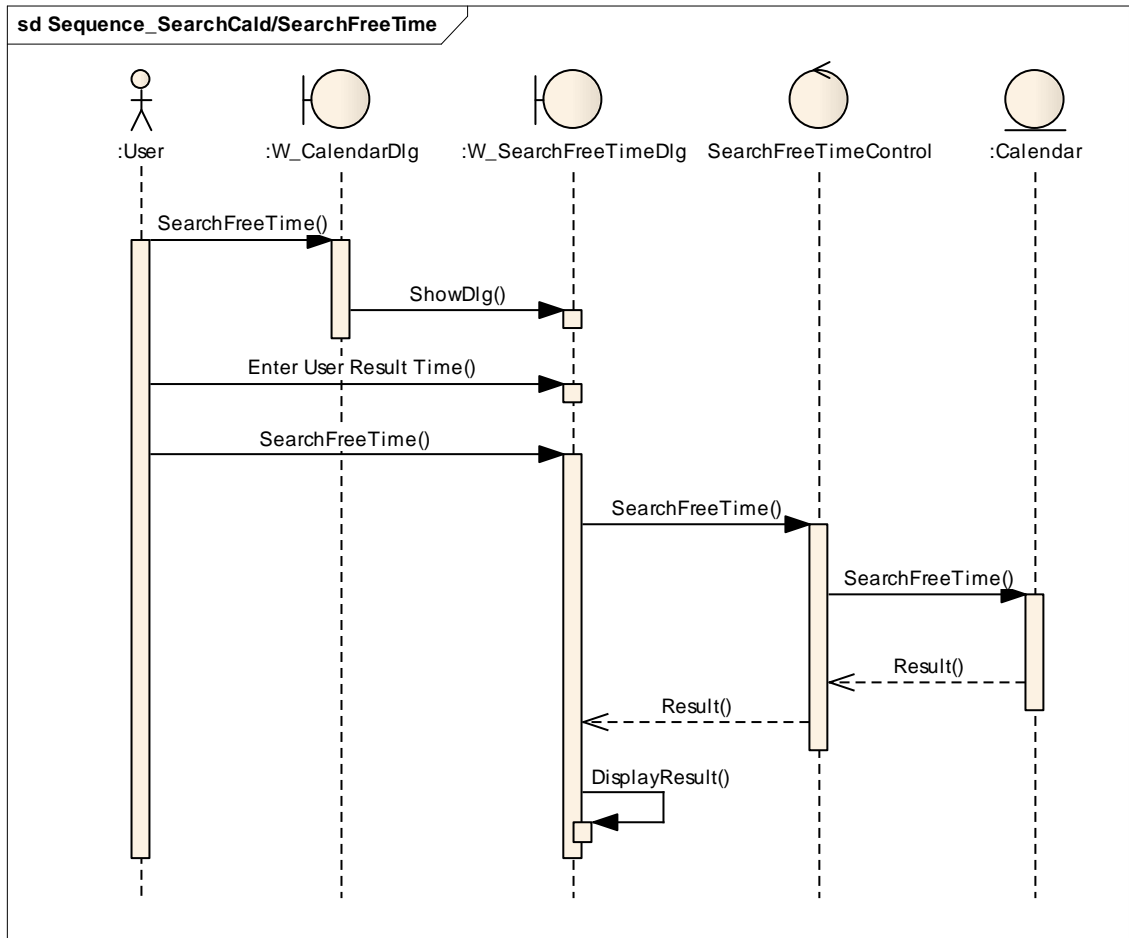 sd Sequence_SearchCald/SearchFreeTime
:User
:W_CalendarDlg
:W_SearchFreeTimeDlg
SearchFreeTimeControl
:Calendar
SearchFreeTime()
ShowDlg()
Enter User Result Time()
SearchFreeTime()
SearchFreeTime()
SearchFreeTime()
Result()
Result()
DisplayResult()